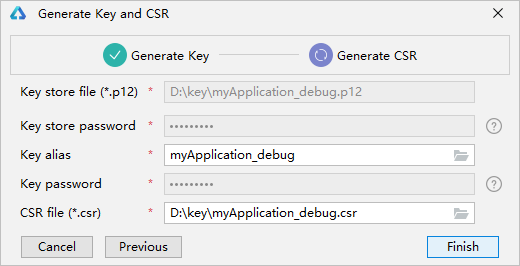 Generate Key and CSR
Generate Key Generate CSR
Key store file (*.p12) * D:\key\myApplication_debug.p12
Key store password * ••••••••• ?
Key alias * myApplication_debug
Key password * ••••••••• ?
CSR file (*.csr) * D:\key\myApplication_debug.csr
Cancel Previous Finish